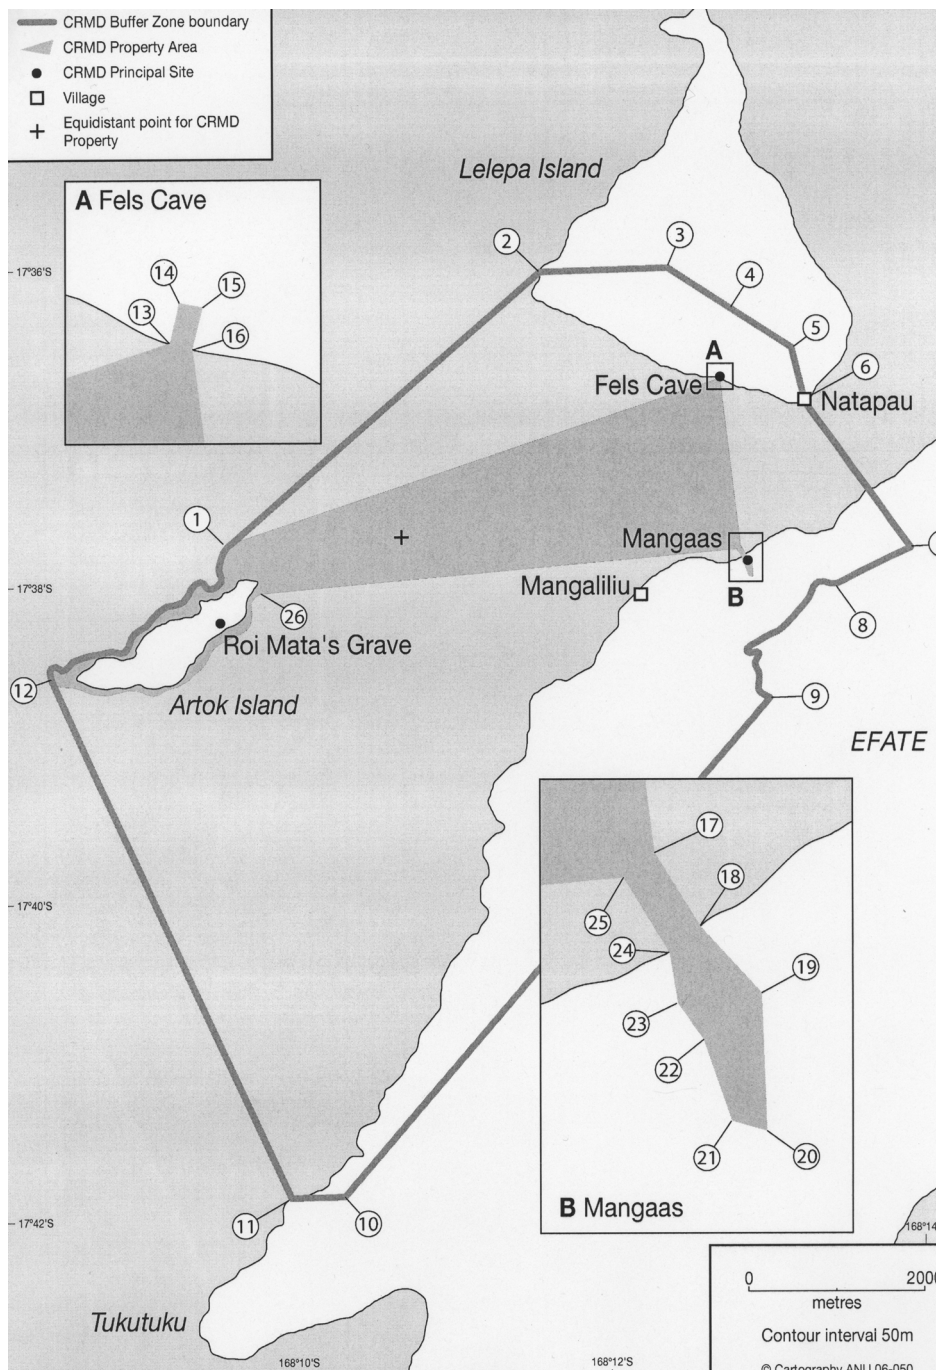 CRMD Buffer Zone boundary
CRMD Property Area
CRMD Principal Site
Village
Equidistant point for CRMD
Property
Lelepa Island
A Fels Cave
2
3
17°36'S
4
14
15
13
16
5
A
6
Fels Cave
Natapau
1
Mangaas
17°38'S
Mangaliliu
B
8
26
Roi Mata's Grave
12
9
Artok Island
EFATE
17
18
25
17°40'S
24
19
23
22
21
20
B Mangaas
11
10
17°42'S
168°14
0
2000
metres
Tukutuku
Contour interval 50m
168°10'S
168°12'S
© Cartography ANU 06-050